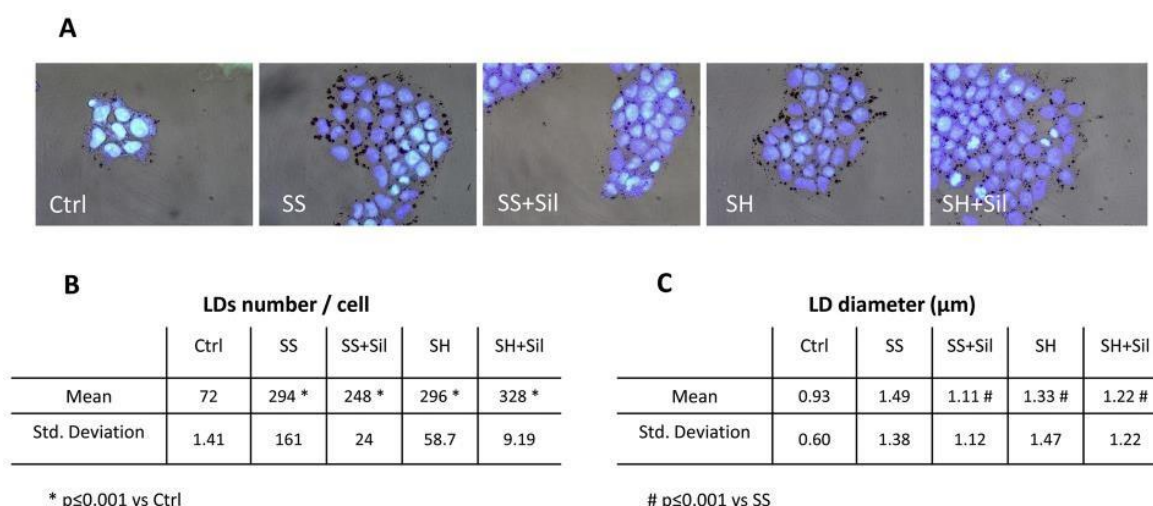 A
Ctrl
SS
SS+Sil
SH
SH+Sil
B
LDs number / cell
Ctrl SS SS+Sil SH SH+Sil
Mean 72 294 * 248 * 296 * 328 *
Std. Deviation 1.41 161 24 58.7 9.19
* p≤0.001 vs Ctrl
C
LD diameter (µm)
Ctrl SS SS+Sil SH SH+Sil
Mean 0.93 1.49 1.11 # 1.33 # 1.22 #
Std. Deviation 0.60 1.38 1.12 1.47 1.22
# p≤0.001 vs SS